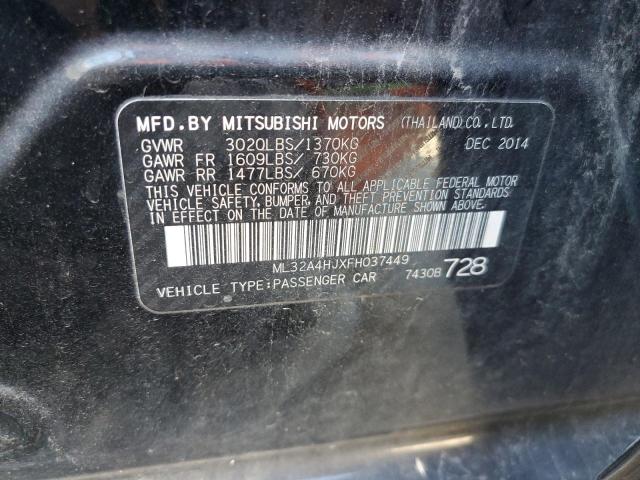 MFD.BY MITSUBISHI MOTORS (THAILAND)CO.,LTD.
GVWR 3020LBS/1370KG DEC 2014
GAWR FR 1609LBS/ 730KG
GAWR RR 1477LBS/ 670KG
THIS VEHICLE CONFORMS TO ALL APPLICABLE FEDERAL MOTOR
VEHICLE SAFETY,BUMPER,AND THEFT PREVENTION STANDARDS
IN EFFECT ON THE DATE OF MANUFACTURE SHOWN ABOVE.
ML32A4HJXFH037449
VEHICLE TYPE:PASSENGER CAR 7430B 728